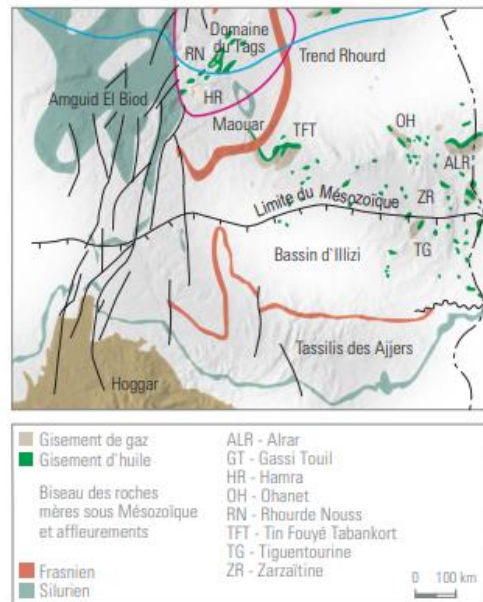 Domaine
du Tags
RN
Trend Rhourd
Amguid El Biod
HR
Maouar
TFT
OH
ALR
ZR
Limite du Mésozoïque
Bassin d'Illizi
TG
Tassilis des Ajjers
Hoggar
Gisement de gaz
Gisement d'huile
Biseau des roches
mères sous Mésozoïque
et affleurements
Frasnien
Silurien
ALR - Alrar
GT - Gassi Touil
HR - Hamra
OH - Ohanet
RN - Rhourde Nouss
TFT - Tin Fouyé Tabankort
TG - Tiguentourine
ZR - Zarzaïtine
0 100 km